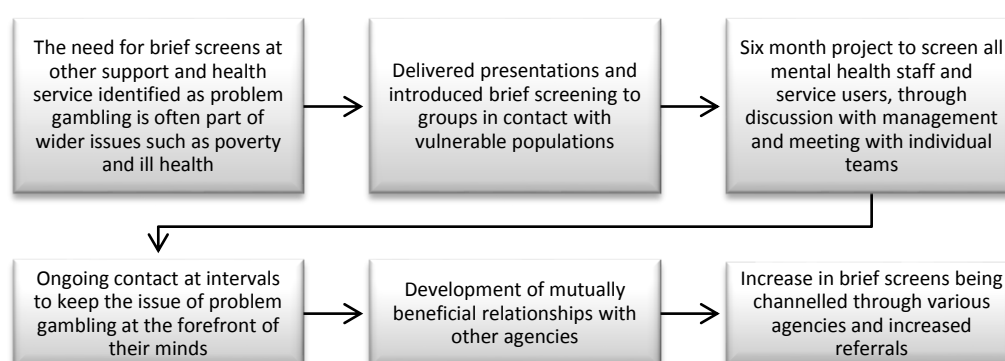 The need for brief screens at
other support and health
service identified as problem
gambling is often part of
wider issues such as poverty
and ill health
Delivered presentations and
introduced brief screening to
groups in contact with
vulnerable populations
Six month project to screen all
mental health staff and
service users, through
discussion with management
and meeting with individual
teams
Ongoing contact at intervals
to keep the issue of problem
gambling at the forefront of
their minds
Development of mutually
beneficial relationships with
other agencies
Increase in brief screens being
channelled through various
agencies and increased
referrals